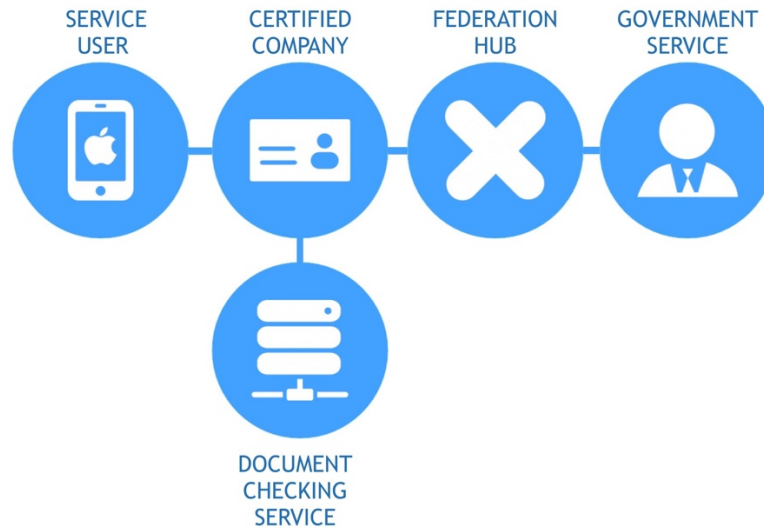 SERVICE
USER
CERTIFIED
COMPANY
FEDERATION
HUB
GOVERNMENT
SERVICE
DOCUMENT
CHECKING
SERVICE